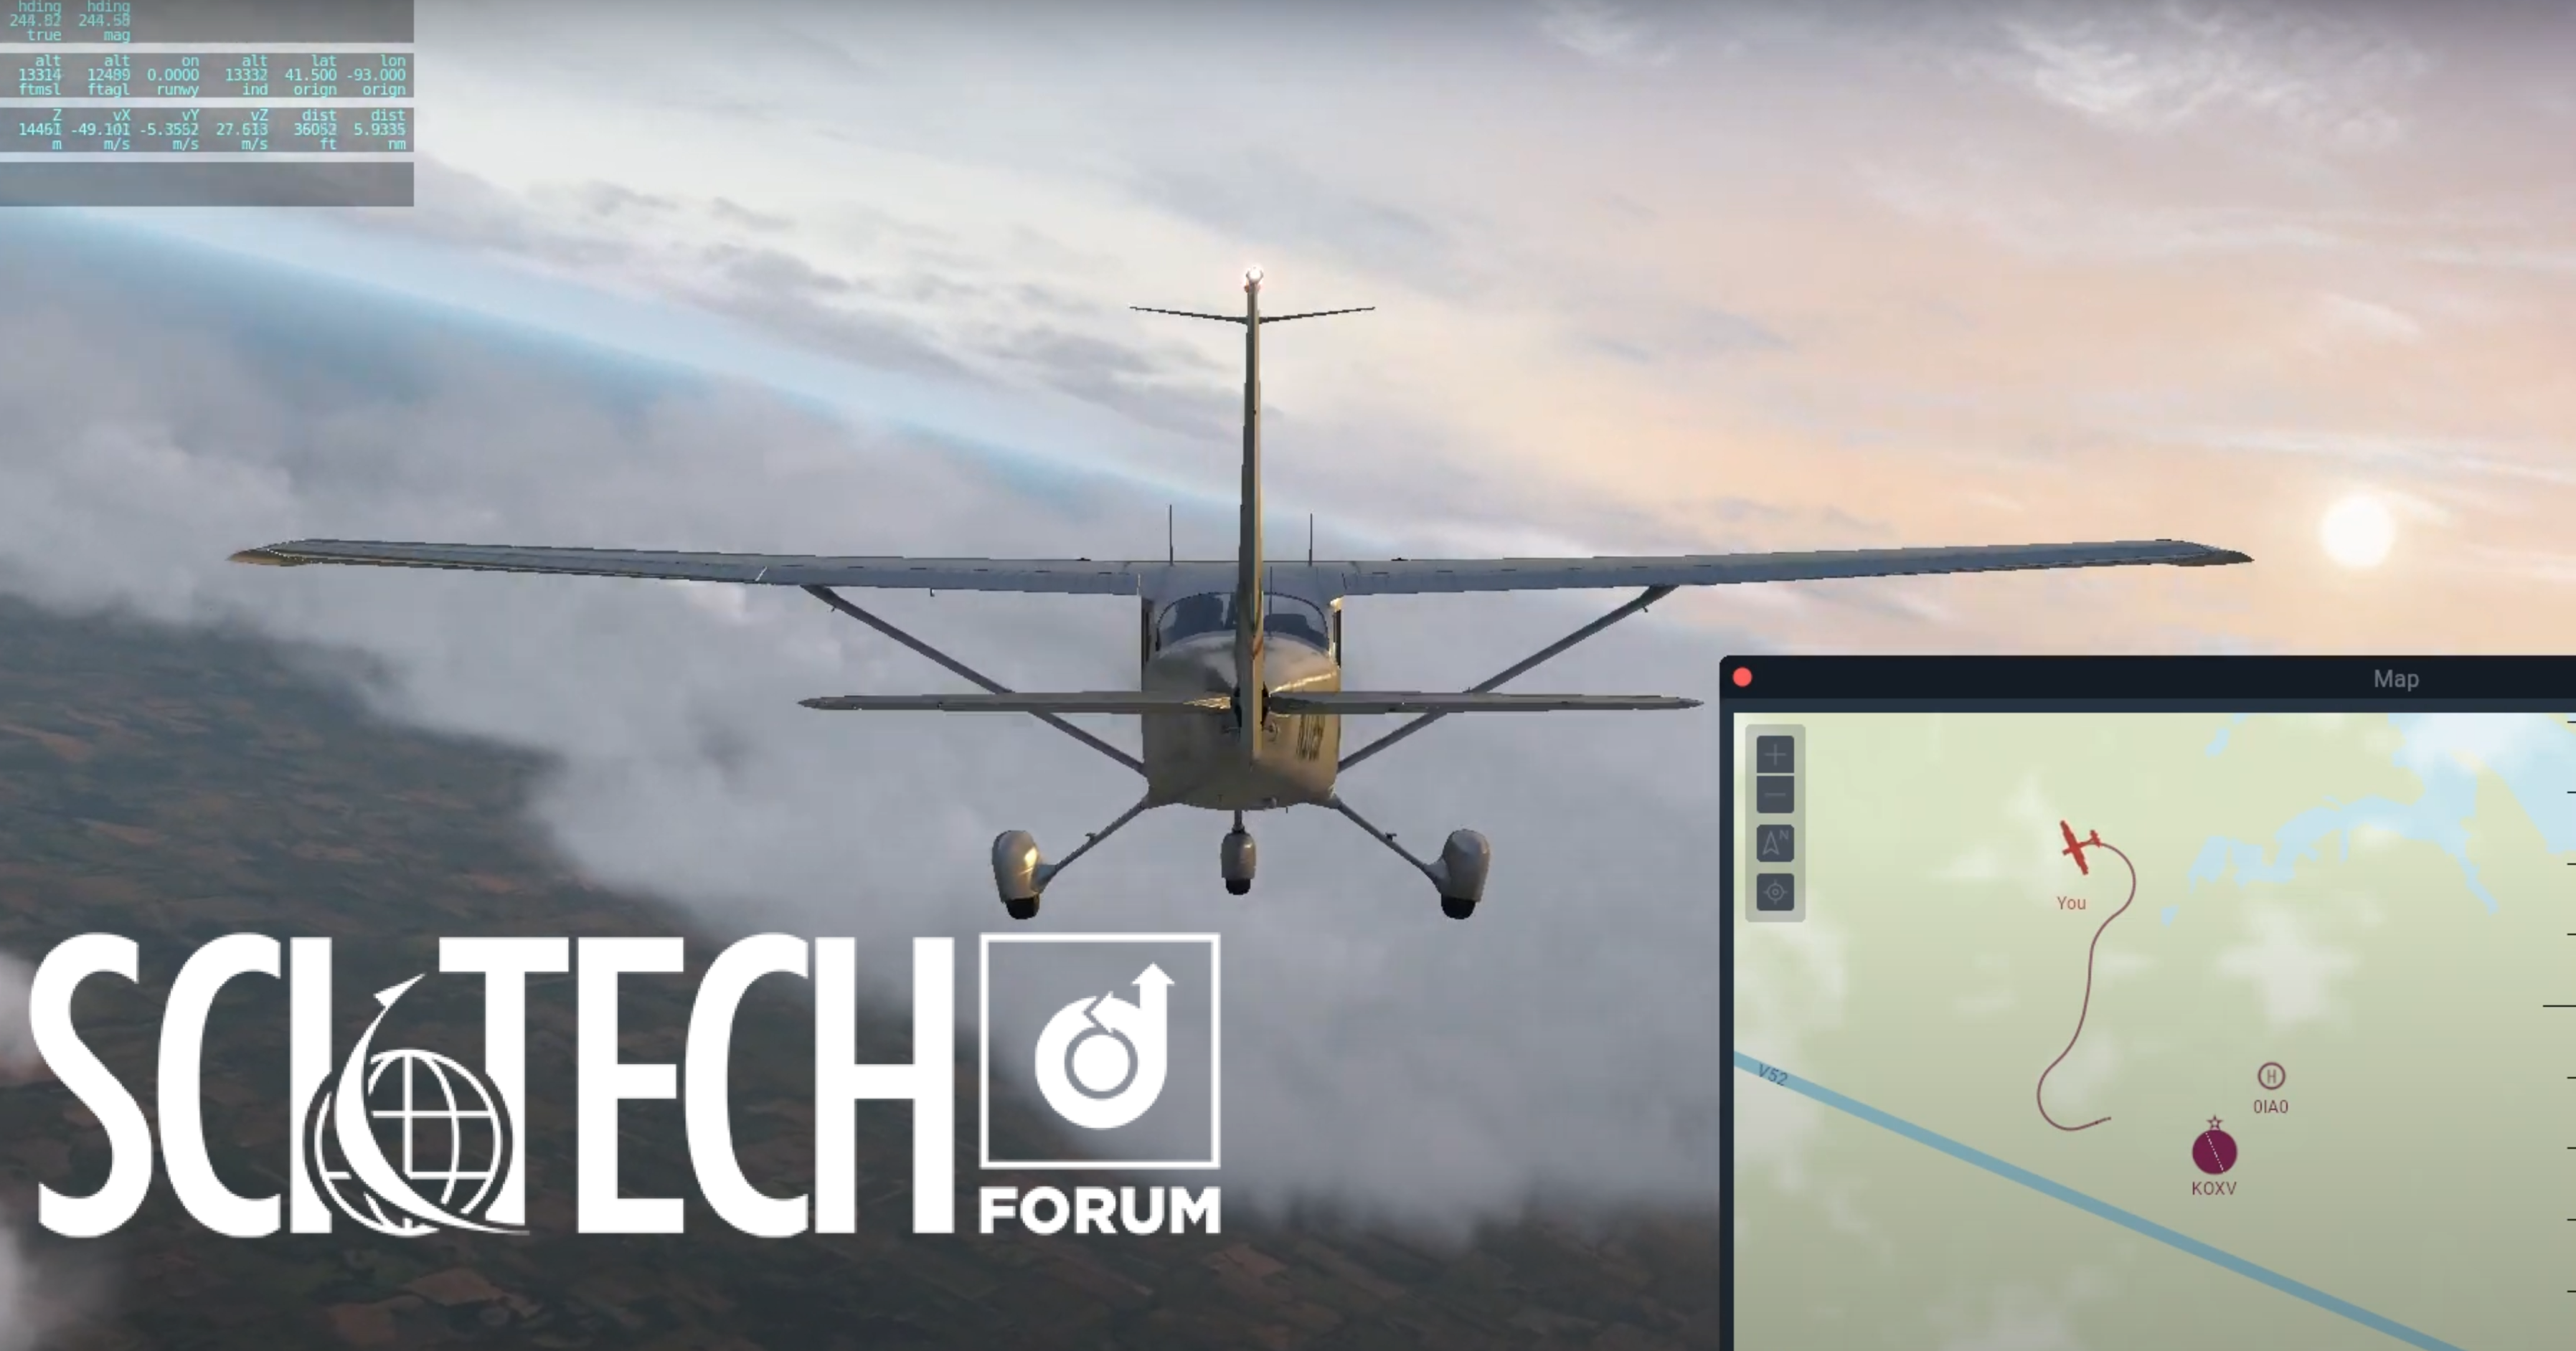 hding hding
244.82 244.58
true mag
alt alt on alt lat lon
13314 12489 0.0000 13332 41.500 -93.000
ftmsl ftagl runwy ind orign orign
Z vX vY vZ dist dist
14461 -49.101 -5.3552 27.613 36052 5.9335
m m/s m/s m/s ft nm
Map
N
You
V52
H
0IA0
KOXV
SCITECH
FORUM